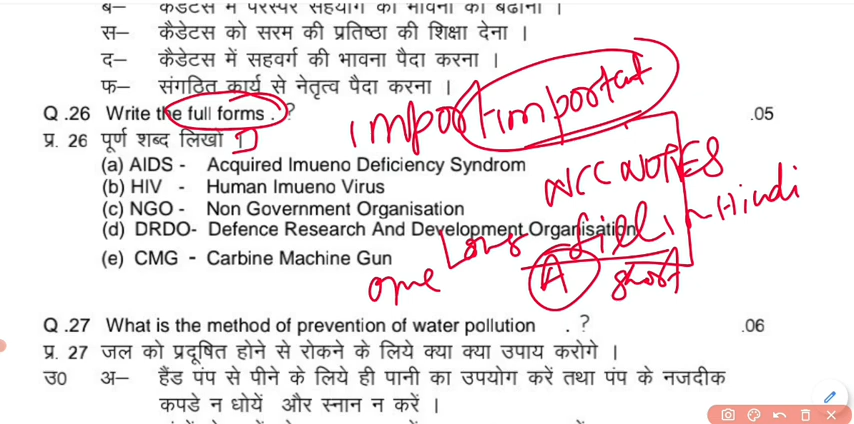 ब— कैडेटस में परस्पर सहयोग की भावना को बढाना ।
स— कैडेटस को सरम की प्रतिष्ठा की शिक्षा देना ।
द— कैडेटस में सहवर्ग की भावना पैदा करना ।
फ— संगठित कार्य से नेतृत्व पैदा करना ।
Q .26 Write the full forms . ? .05
important important
प्र. 26 पूर्ण शब्द लिखो ।
(a) AIDS - Acquired Imueno Deficiency Syndrom
NCC NOTES
(b) HIV - Human Imueno Virus
(c) NGO - Non Government Organisation
in Hindi
(d) DRDO- Defence Research And Development Organisation
Long fill
(e) CMG - Carbine Machine Gun
one A short
Q .27 What is the method of prevention of water pollution . ? .06
प्र. 27 जल को प्रदूषित होने से रोकने के लिये क्या क्या उपाय करोगे ।
उ0 अ— हैंड पंप से पीने के लिये ही पानी का उपयोग करें तथा पंप के नजदीक
कपडे न धोयें और स्नान न करें ।